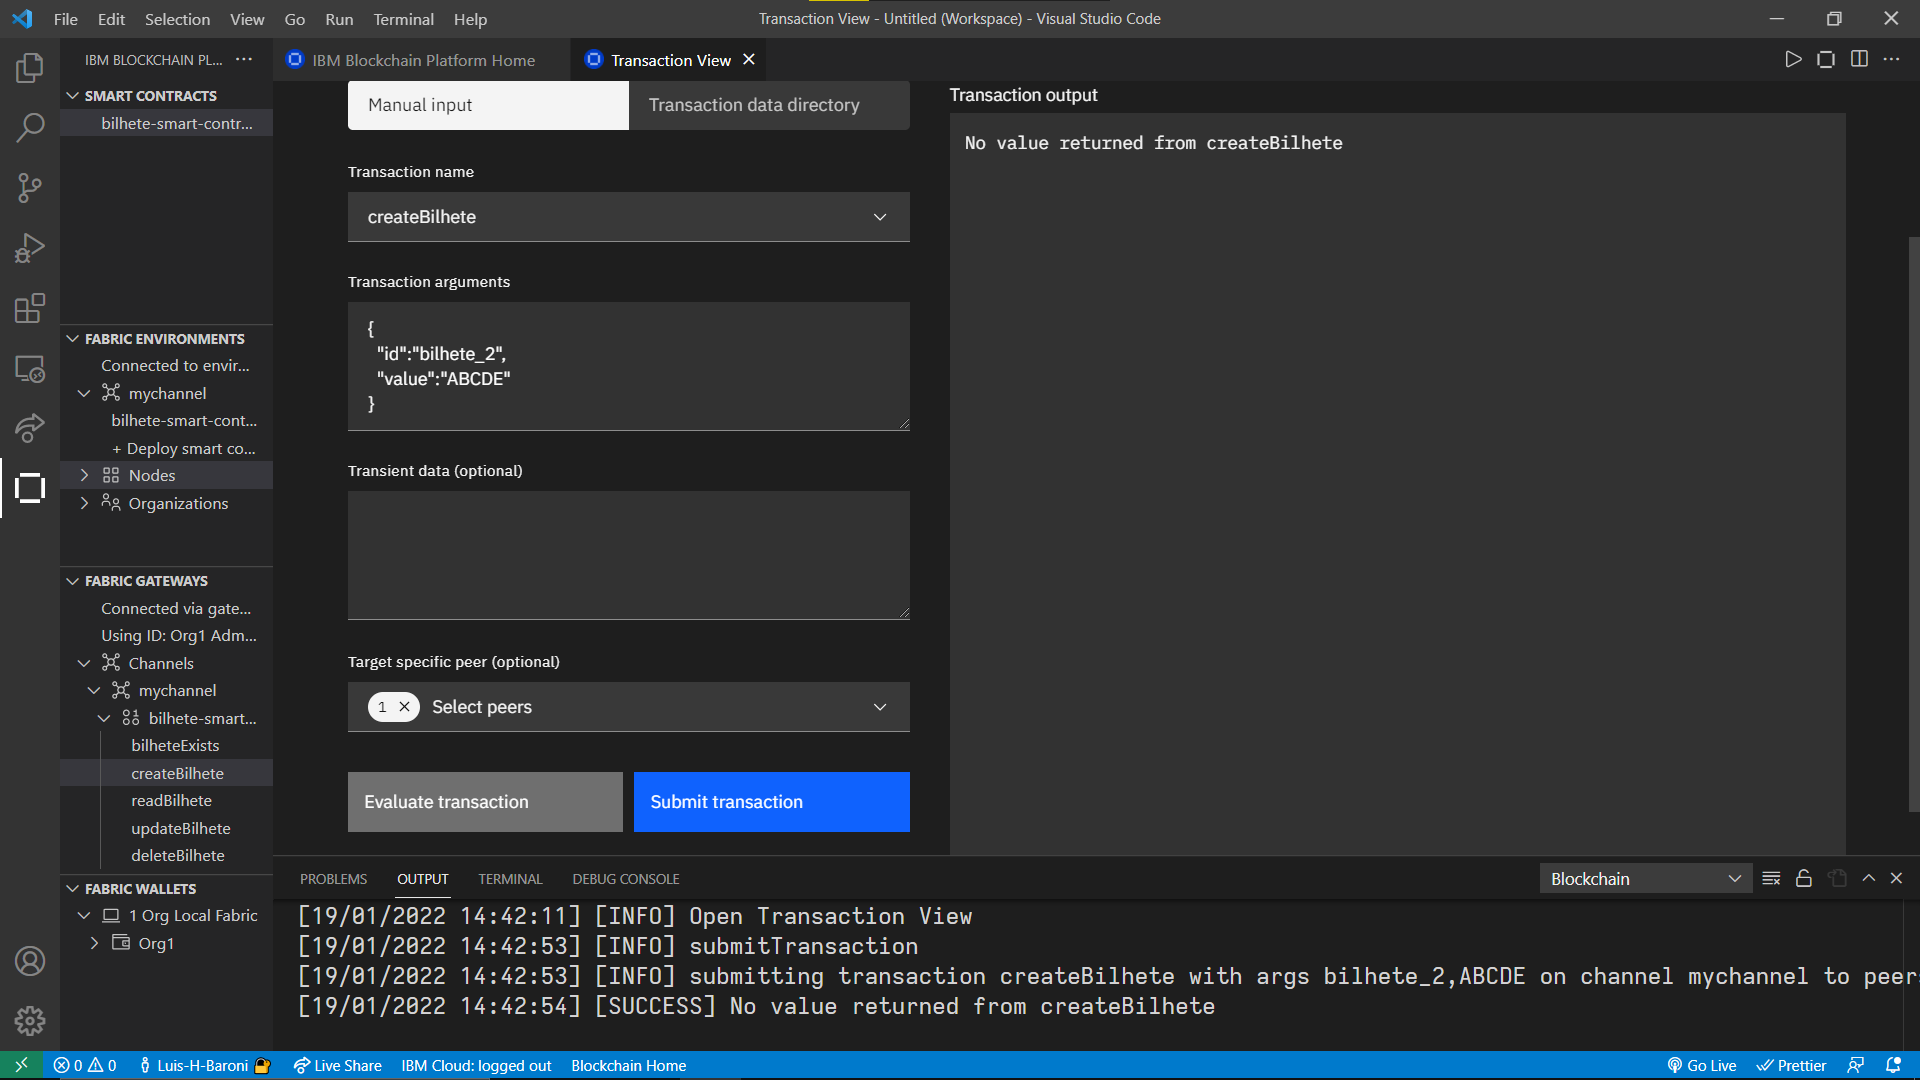 File Edit Selection View Go Run Terminal Help
Transaction View - Untitled (Workspace) - Visual Studio Code
IBM BLOCKCHAIN PL...
SMART CONTRACTS
bilhete-smart-contr...
FABRIC ENVIRONMENTS
Connected to envir...
mychannel
bilhete-smart-cont...
+ Deploy smart co...
Nodes
Organizations
FABRIC GATEWAYS
Connected via gate...
Using ID: Org1 Adm...
Channels
mychannel
bilhete-smart...
bilheteExists
createBilhete
readBilhete
updateBilhete
deleteBilhete
FABRIC WALLETS
1 Org Local Fabric
Org1
IBM Blockchain Platform Home
Transaction View
Manual input
Transaction data directory
Transaction name
createBilhete
Transaction arguments
{
"id":"bilhete_2",
"value":"ABCDE"
}
Transient data (optional)
Target specific peer (optional)
1 Select peers
Evaluate transaction
Submit transaction
Transaction output
No value returned from createBilhete
PROBLEMS OUTPUT TERMINAL DEBUG CONSOLE
Blockchain
[19/01/2022 14:42:11] [INFO] Open Transaction View
[19/01/2022 14:42:53] [INFO] submitTransaction
[19/01/2022 14:42:53] [INFO] submitting transaction createBilhete with args bilhete_2,ABCDE on channel mychannel to peer
[19/01/2022 14:42:54] [SUCCESS] No value returned from createBilhete
0 0 Luis-H-Baroni Live Share IBM Cloud: logged out Blockchain Home Go Live Prettier